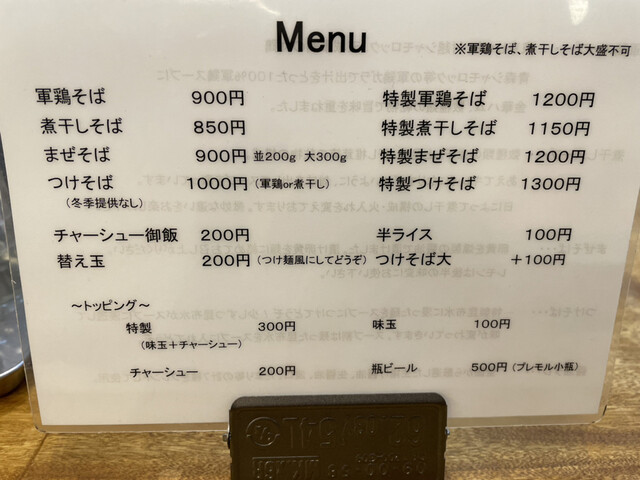 Menu
※軍鶏そば、煮干しそば大盛不可
軍鶏そば 900円 特製軍鶏そば 1200円
煮干しそば 850円 特製煮干しそば 1150円
まぜそば 900円 並200g 大300g 特製まぜそば 1200円
つけそば 1000円 (軍鶏or煮干し) 特製つけそば 1300円
(冬季提供なし)
チャーシュー御飯 200円 半ライス 100円
替え玉 200円 (つけ麺風にしてどうぞ) つけそば大 +100円
～トッピング～
特製 300円 味玉 100円
(味玉+チャーシュー)
チャーシュー 200円 瓶ビール 500円 (プレモル小瓶)